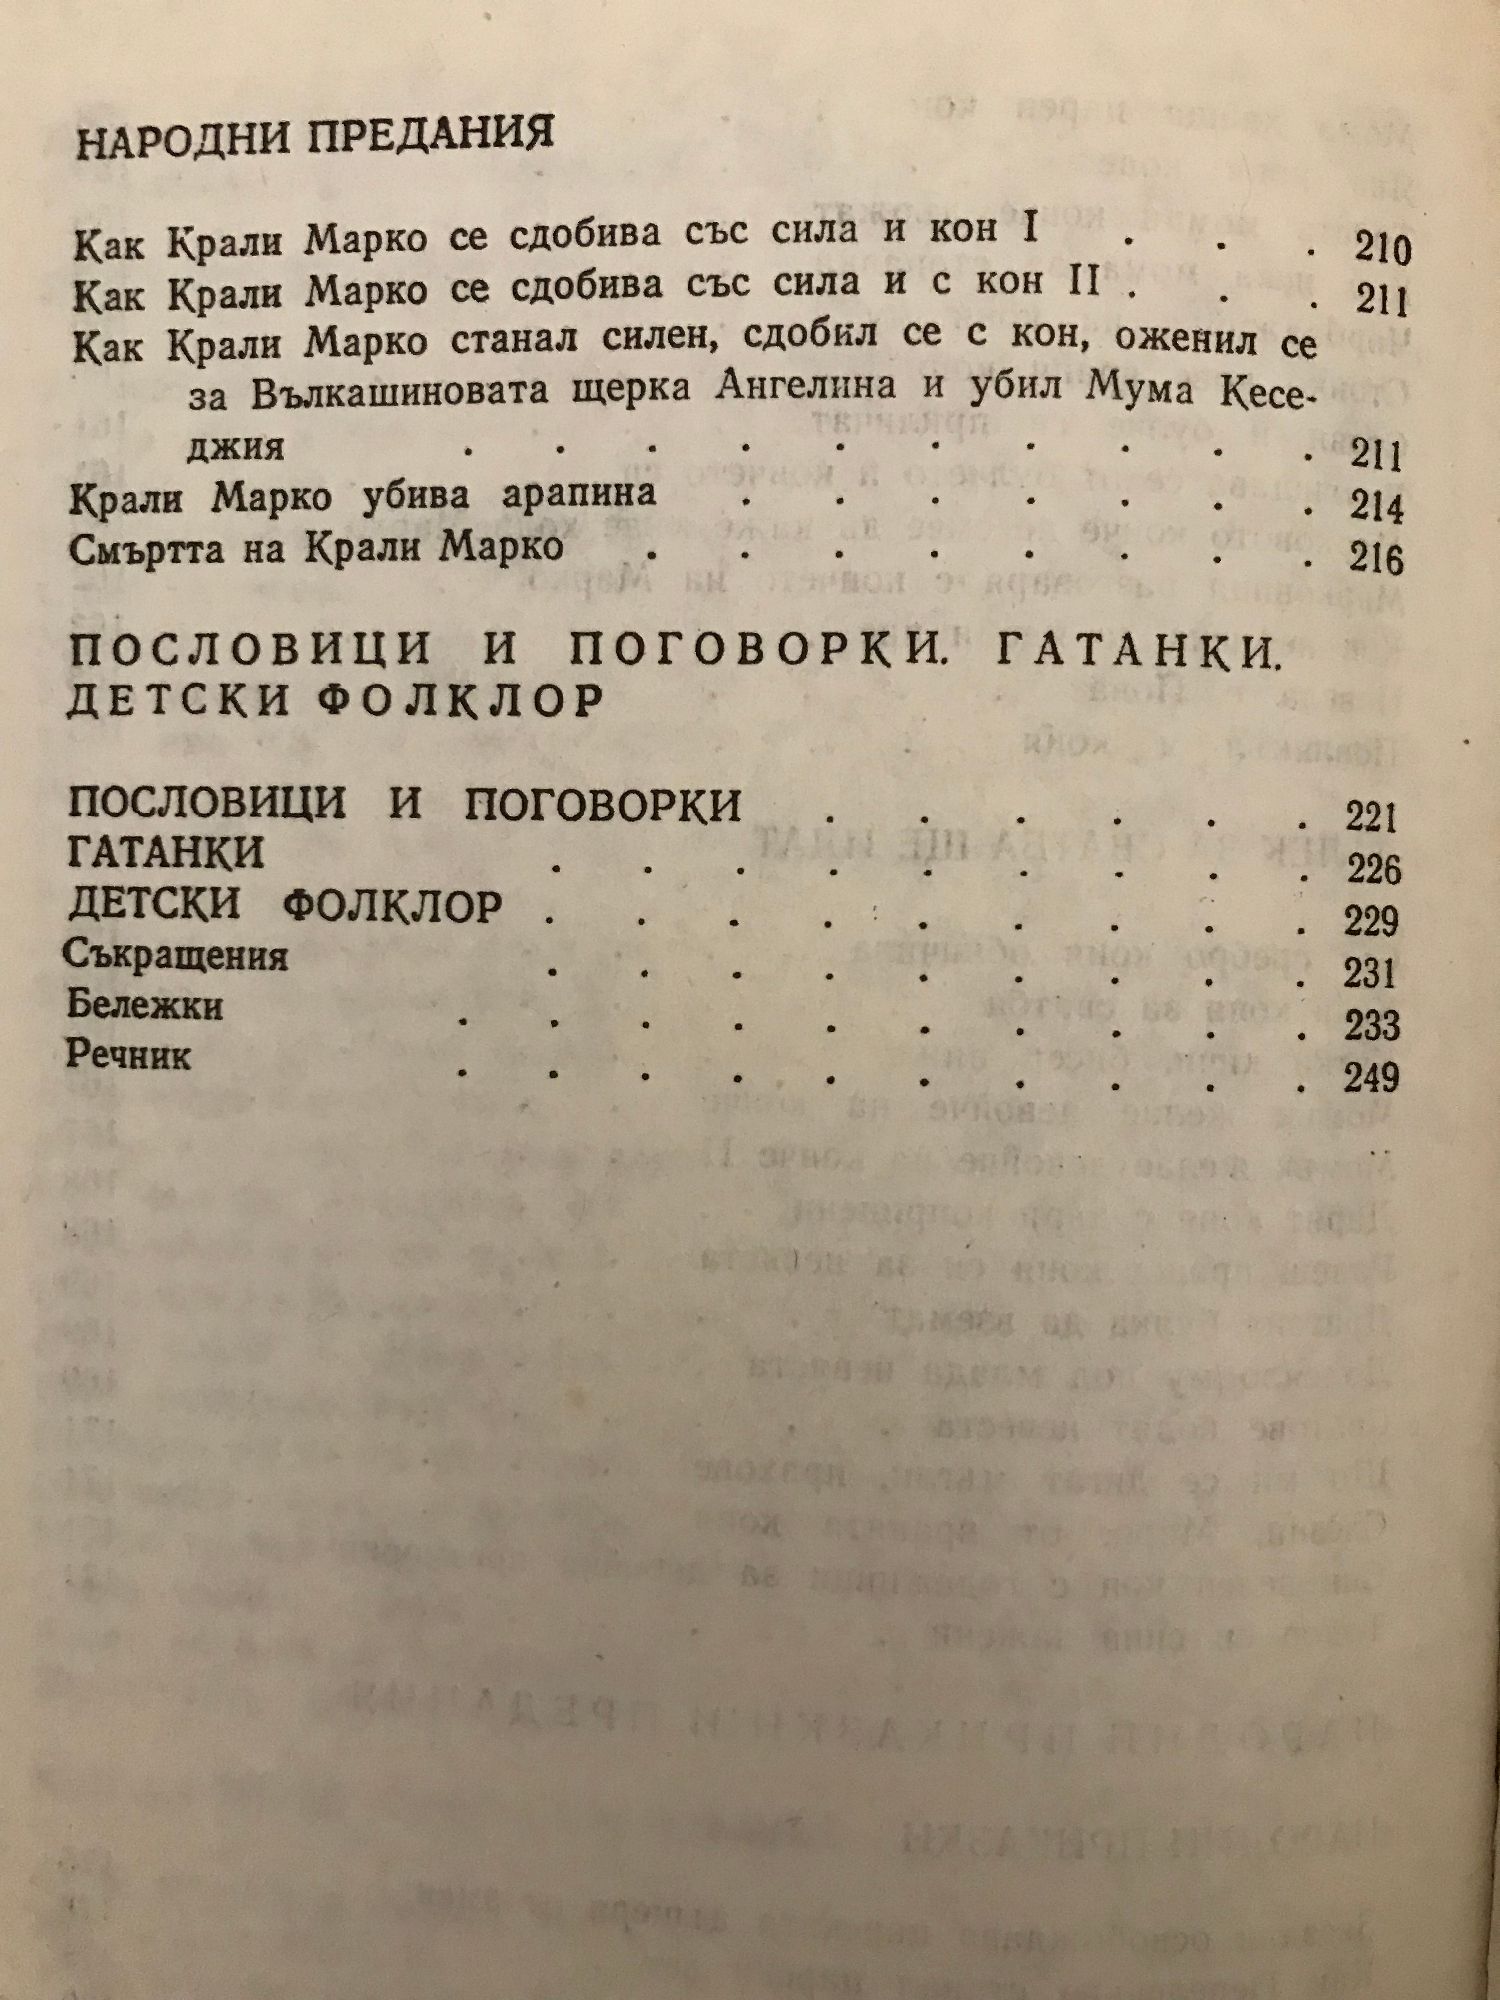 НАРОДНИ ПРЕДАНИЯ
Как Крали Марко се сдобива със сила и кон I . . . 210
Как Крали Марко се сдобива със сила и с кон II . . . 211
Как Крали Марко станал силен, сдобил се с кон, оженил се
за Вълкашиновата щерка Ангелина и убил Мума Кесе-
джия . . . . . . . . . . 211
Крали Марко убива арапина . . . . . . . 214
Смъртта на Крали Марко . . . . . . . . 216
ПОСЛОВИЦИ И ПОГОВОРКИ. ГАТАНКИ.
ДЕТСКИ ФОЛКЛОР
ПОСЛОВИЦИ И ПОГОВОРКИ . . . . . . 221
ГАТАНКИ . . . . . . . . . 226
ДЕТСКИ ФОЛКЛОР . . . . . . . . . 229
Съкращения . . . . . . . . . 231
Бележки . . . . . . . . . . 233
Речник . . . . . . . . . . 249